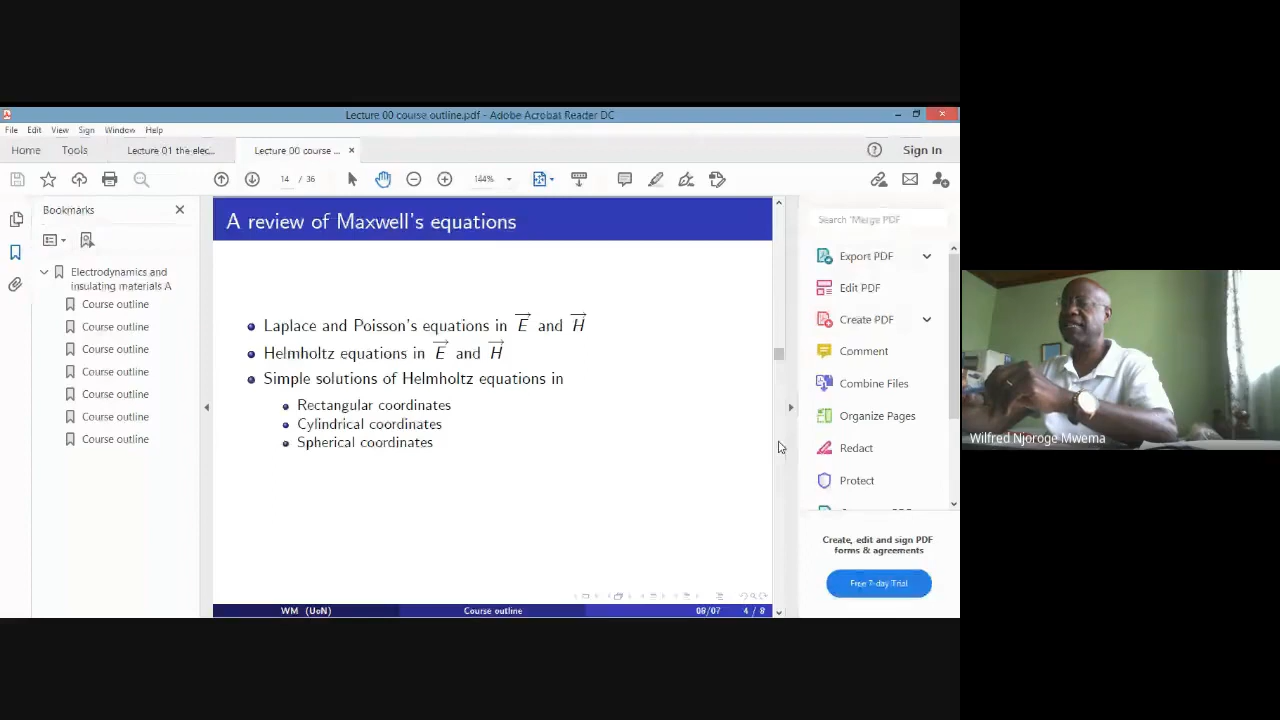 Lecture 00 course outline.pdf - Adobe Acrobat Reader DC
File Edit View Sign Window Help
Home Tools Lecture 01 the elec... Lecture 00 course ... × Sign In
14 / 36 144%
Bookmarks
Electrodynamics and
insulating materials A
Course outline
Course outline
Course outline
Course outline
Course outline
Course outline
Course outline
A review of Maxwell's equations
Laplace and Poisson's equations in E and H
Helmholtz equations in E and H
Simple solutions of Helmholtz equations in
Rectangular coordinates
Cylindrical coordinates
Spherical coordinates
WM (UoN) Course outline 08/07 4 / 8
Search 'Merge PDF'
Export PDF
Edit PDF
Create PDF
Comment
Combine Files
Organize Pages
Redact
Protect
Create, edit and sign PDF
forms & agreements
Free 7-day Trial
Wilfred Njoroge Mwema